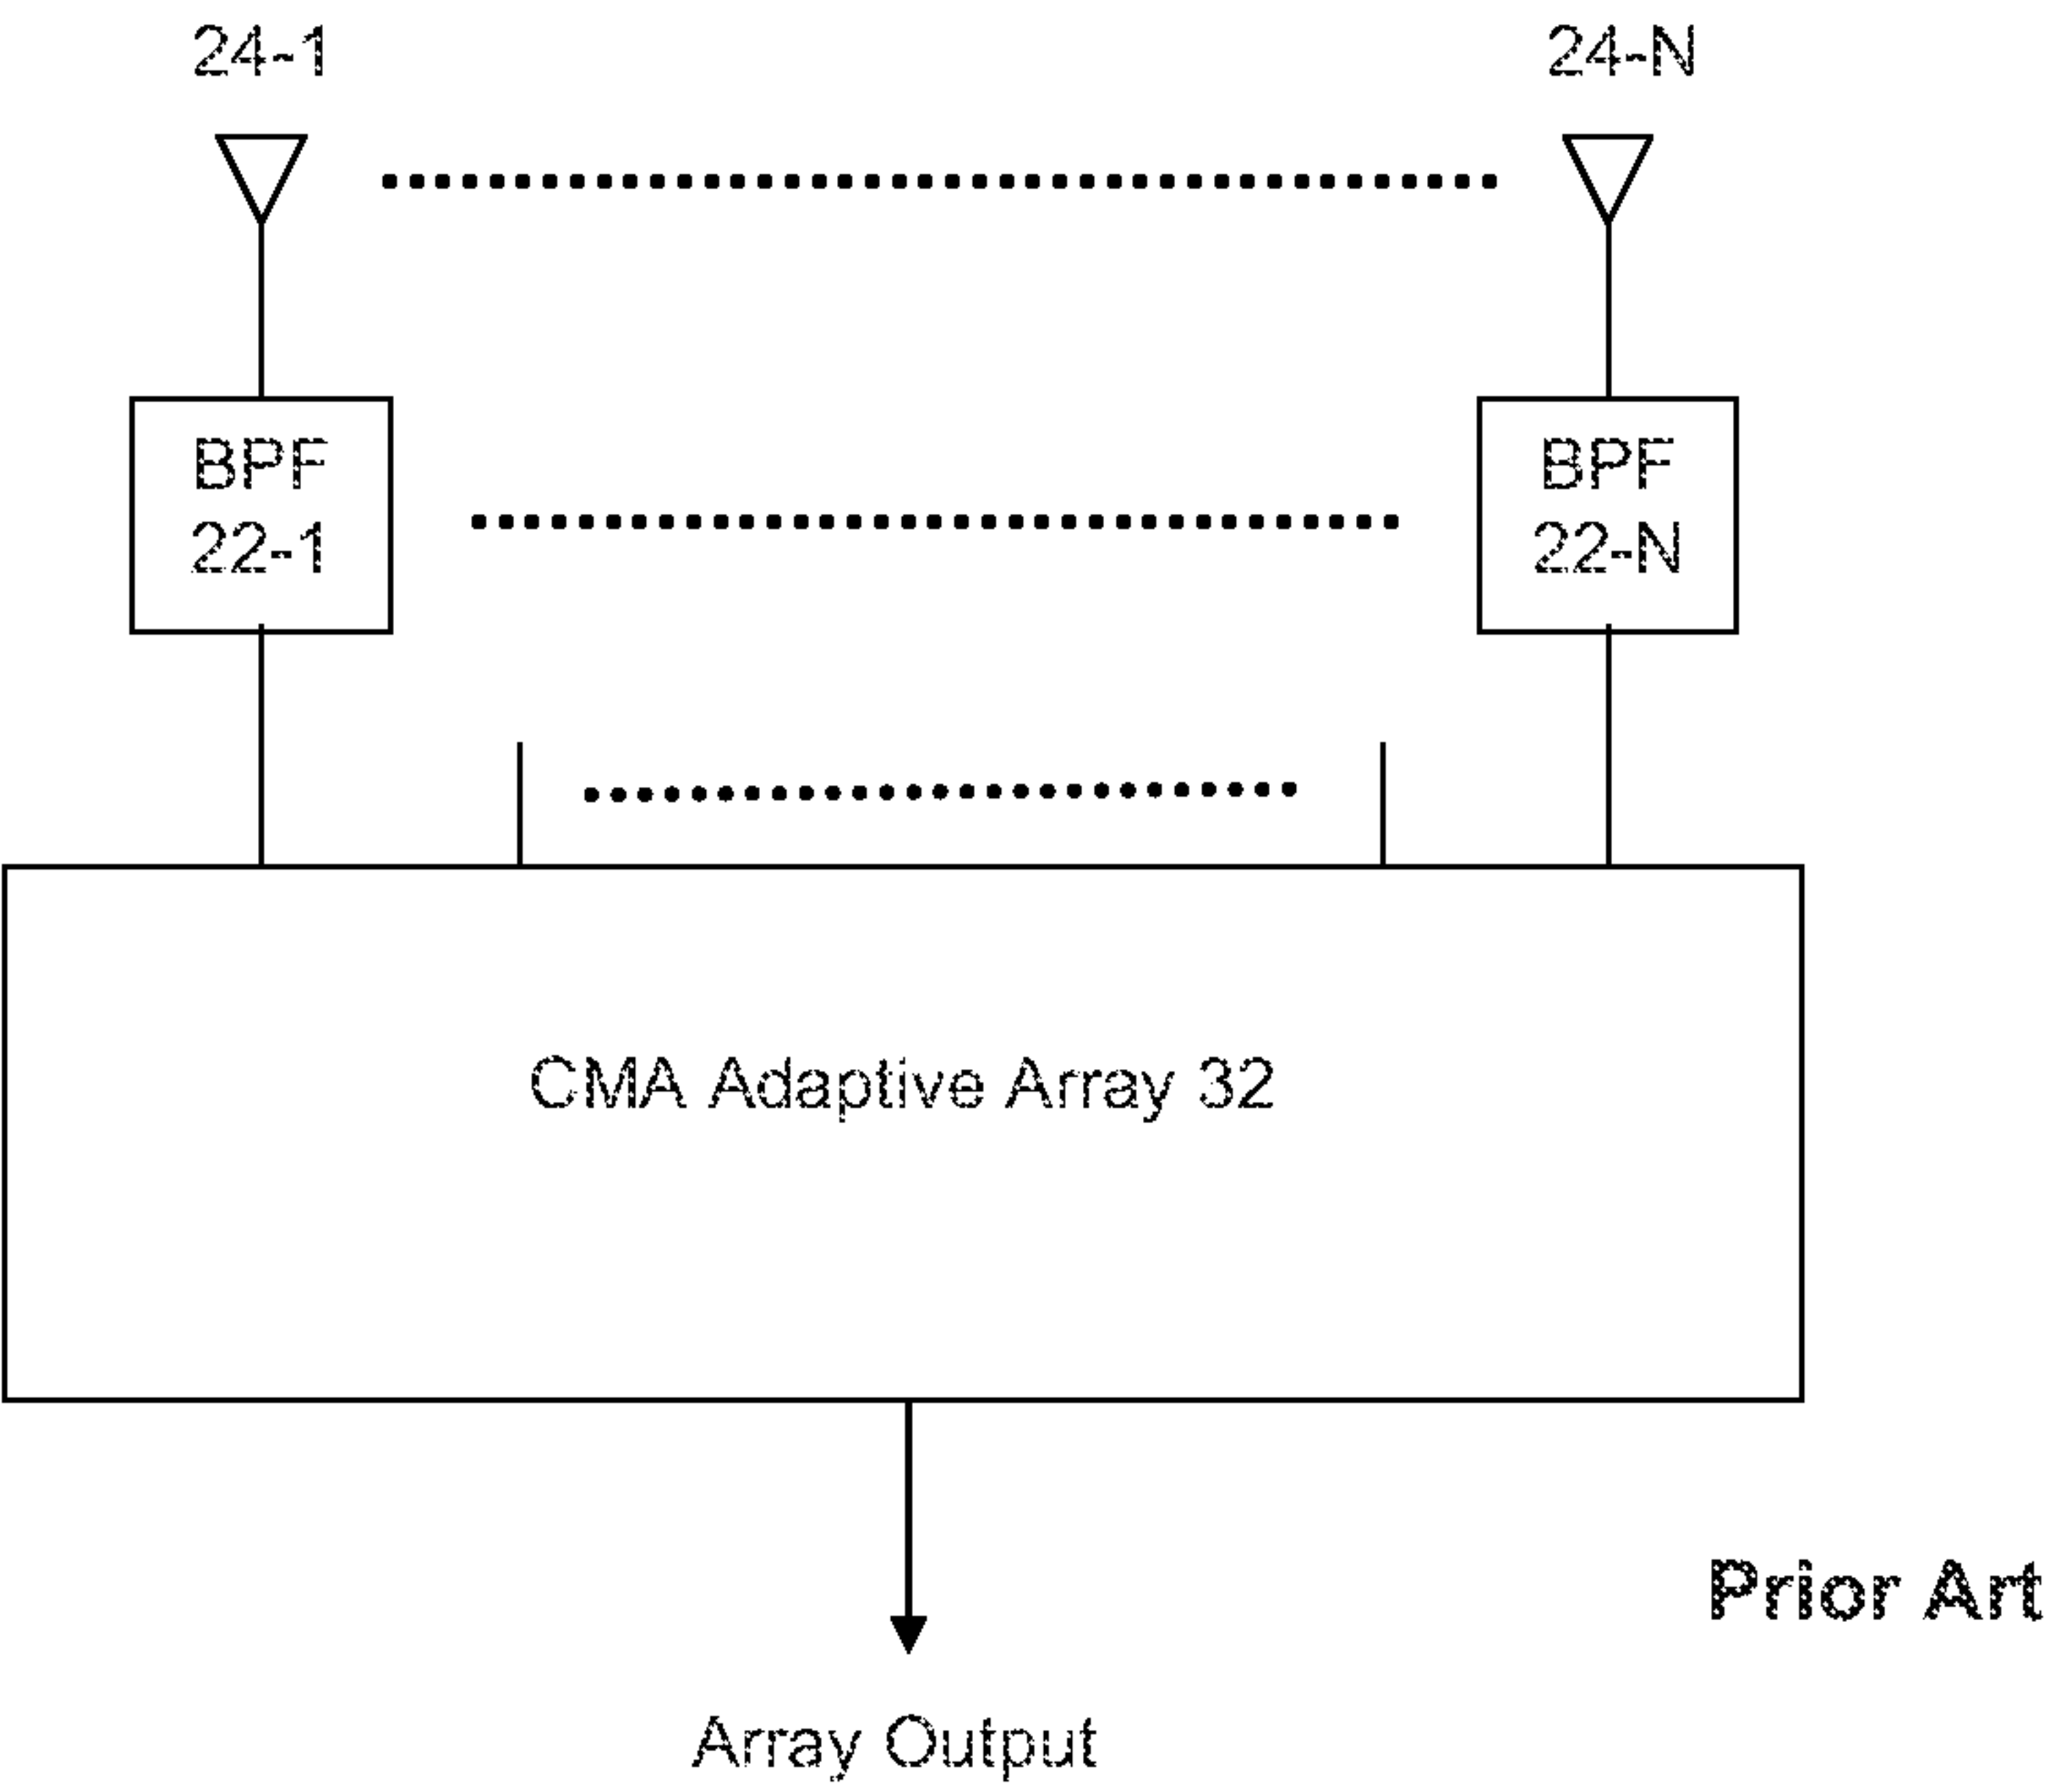 24-1
24-N
BPF
22-1
BPF
22-N
CMA Adaptive Array 32
Prior Art
Array Output